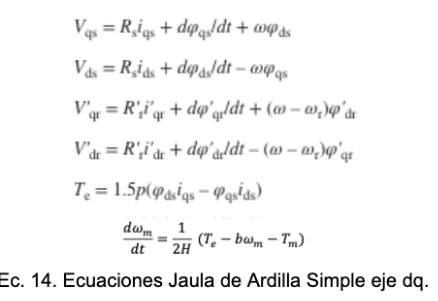 V_qs = R_s i_qs + dφ_qs/dt + ωφ_ds
V_ds = R_s i_ds + dφ_ds/dt − ωφ_qs
V'_qr = R'_r i'_qr + dφ'_qr/dt + (ω − ω_r)φ'_dr
V'_dr = R'_r i'_dr + dφ'_dr/dt − (ω − ω_r)φ'_qr
T_e = 1.5p(φ_ds i_qs − φ_qs i_ds)
dω_m/dt = 1/2H (T_e − bω_m − T_m)
Ec. 14. Ecuaciones Jaula de Ardilla Simple eje dq.